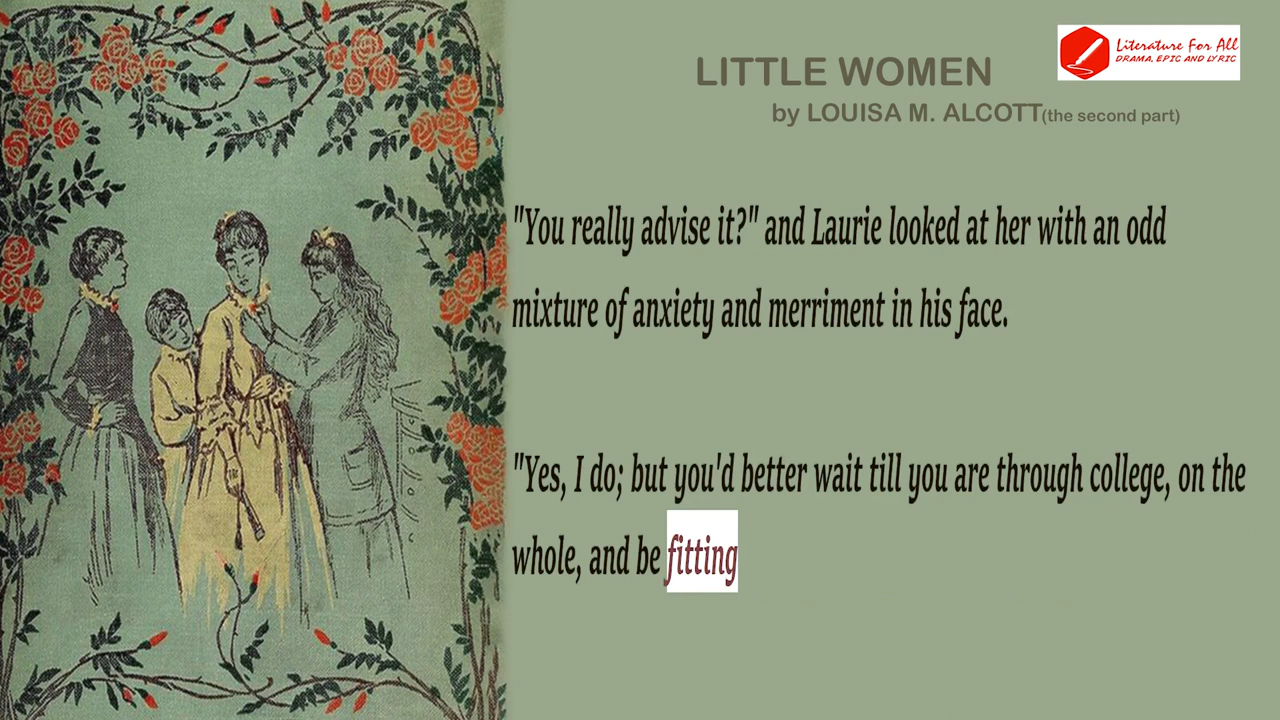 LITTLE WOMEN
by LOUISA M. ALCOTT(the second part)
Literature For All
DRAMA, EPIC AND LYRIC
"You really advise it?" and Laurie looked at her with an odd
mixture of anxiety and merriment in his face.
"Yes, I do; but you'd better wait till you are through college, on the
whole, and be fitting